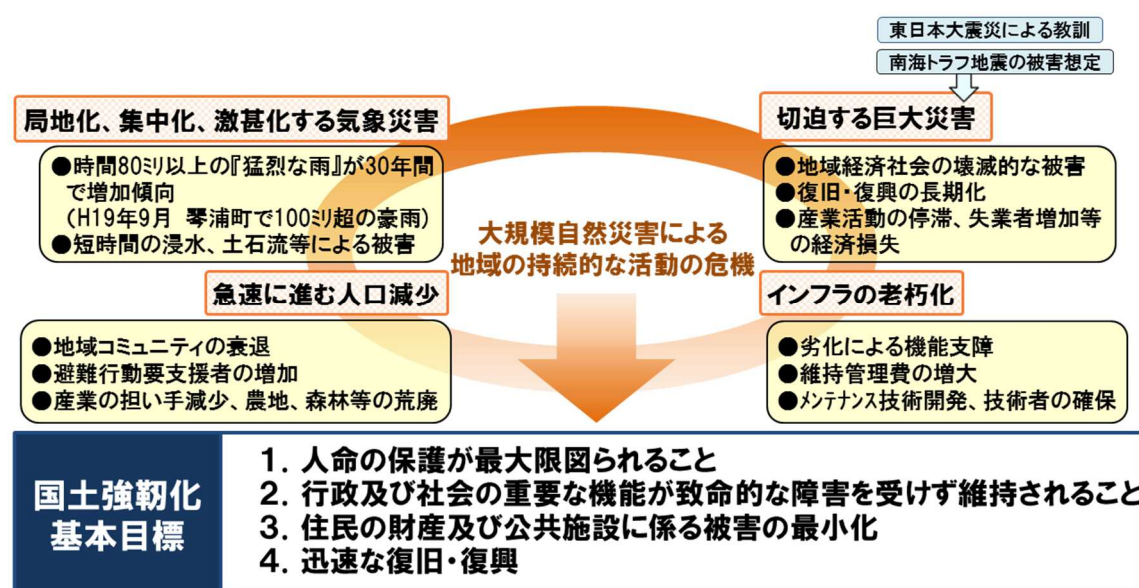 東日本大震災による教訓
南海トラフ地震の被害想定
局地化、集中化、激甚化する気象災害
●時間80ミリ以上の『猛烈な雨』が30年間
で増加傾向
(H19年9月 琴浦町で100ミリ超の豪雨)
●短時間の浸水、土石流等による被害
切迫する巨大災害
●地域経済社会の壊滅的な被害
●復旧・復興の長期化
●産業活動の停滞、失業者増加等
の経済損失
大規模自然災害による
地域の持続的な活動の危機
急速に進む人口減少
●地域コミュニティの衰退
●避難行動要支援者の増加
●産業の担い手減少、農地、森林等の荒廃
インフラの老朽化
●劣化による機能支障
●維持管理費の増大
●メンテナンス技術開発、技術者の確保
国土強靭化
基本目標
1. 人命の保護が最大限図られること
2. 行政及び社会の重要な機能が致命的な障害を受けず維持されること
3. 住民の財産及び公共施設に係る被害の最小化
4. 迅速な復旧・復興